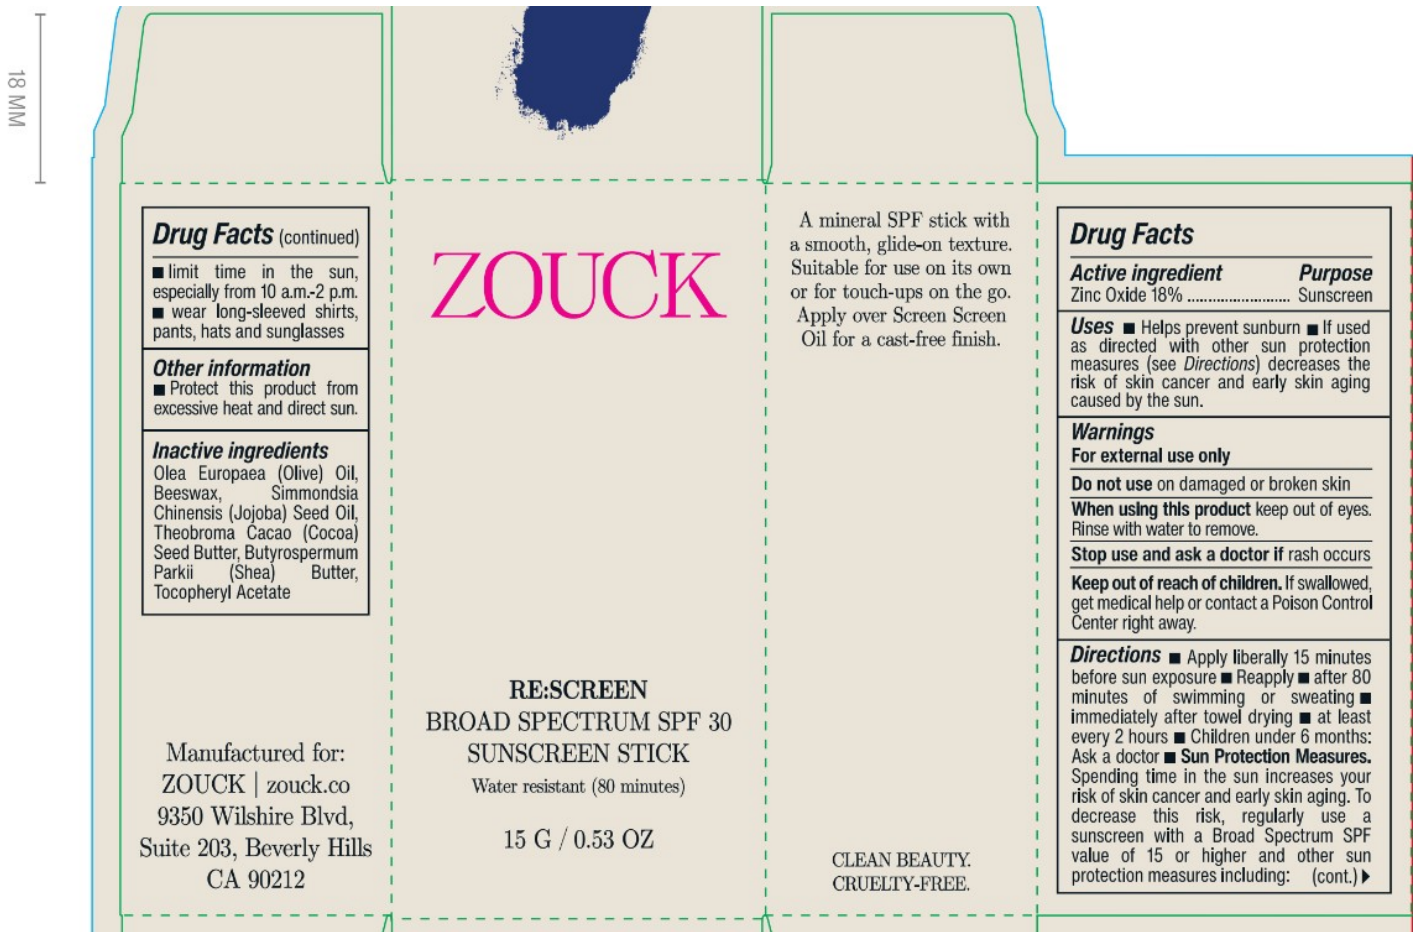 18 MM
Drug Facts (continued)
■ limit time in the sun,
especially from 10 a.m.-2 p.m.
■ wear long-sleeved shirts,
pants, hats and sunglasses
Other information
■ Protect this product from
excessive heat and direct sun.
Inactive ingredients
Olea Europaea (Olive) Oil,
Beeswax, Simmondsia
Chinensis (Jojoba) Seed Oil,
Theobroma Cacao (Cocoa)
Seed Butter, Butyrospermum
Parkii (Shea) Butter,
Tocopheryl Acetate
Manufactured for:
ZOUCK | zouck.co
9350 Wilshire Blvd,
Suite 203, Beverly Hills
CA 90212
ZOUCK
RE:SCREEN
BROAD SPECTRUM SPF 30
SUNSCREEN STICK
Water resistant (80 minutes)
15 G / 0.53 OZ
A mineral SPF stick with
a smooth, glide-on texture.
Suitable for use on its own
or for touch-ups on the go.
Apply over Screen Screen
Oil for a cast-free finish.
CLEAN BEAUTY.
CRUELTY-FREE.
Drug Facts
Active ingredient Purpose
Zinc Oxide 18% ......................... Sunscreen
Uses ■ Helps prevent sunburn ■ If used
as directed with other sun protection
measures (see Directions) decreases the
risk of skin cancer and early skin aging
caused by the sun.
Warnings
For external use only
Do not use on damaged or broken skin
When using this product keep out of eyes.
Rinse with water to remove.
Stop use and ask a doctor if rash occurs
Keep out of reach of children. If swallowed,
get medical help or contact a Poison Control
Center right away.
Directions ■ Apply liberally 15 minutes
before sun exposure ■ Reapply ■ after 80
minutes of swimming or sweating ■
immediately after towel drying ■ at least
every 2 hours ■ Children under 6 months:
Ask a doctor ■ Sun Protection Measures.
Spending time in the sun increases your
risk of skin cancer and early skin aging. To
decrease this risk, regularly use a
sunscreen with a Broad Spectrum SPF
value of 15 or higher and other sun
protection measures including: (cont.)